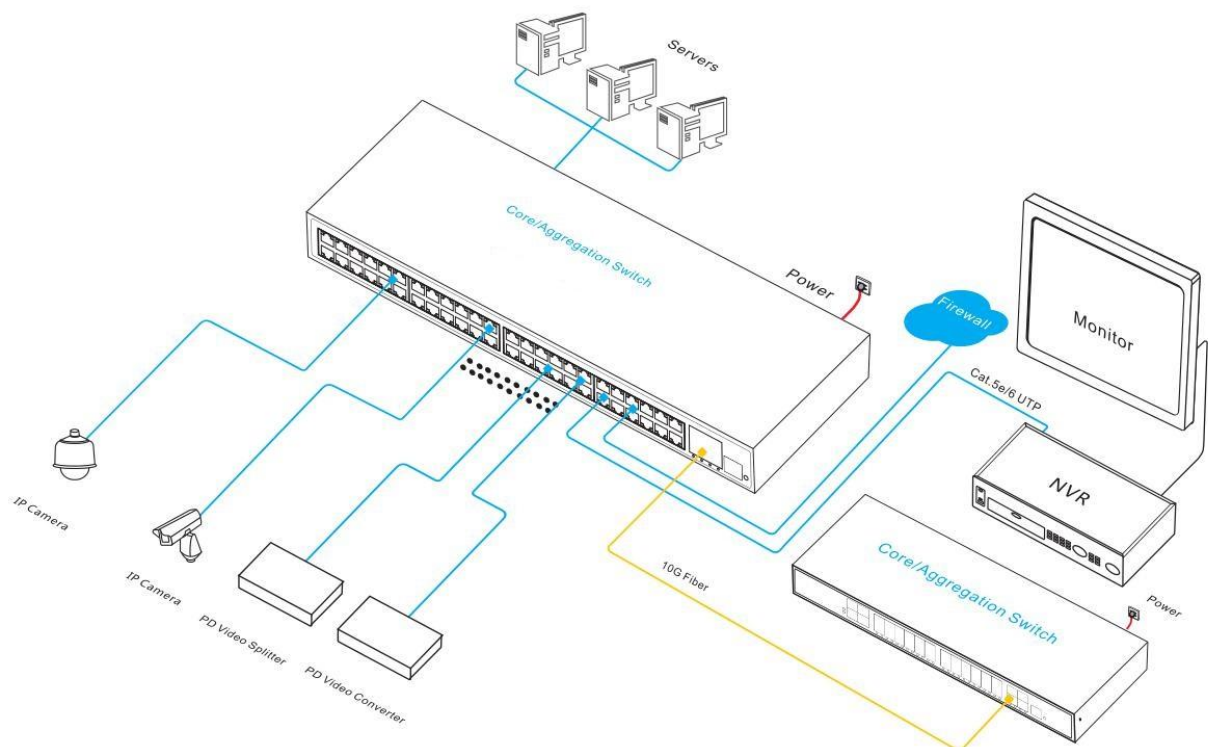 Servers
Core/Aggregation Switch
Power
Firewall
Monitor
Cat.5e/6 UTP
NVR
IP Camera
IP Camera
10G Fiber
Core/Aggregation Switch
Power
PD Video Splitter
PD Video Converter